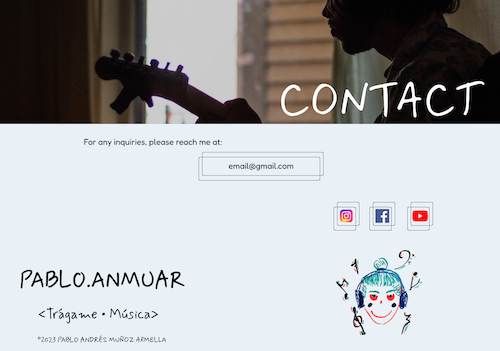 CONTACT
For any inquiries, please reach me at:
email@gmail.com
PABLO.ANMUAR
<Trágame • Música>
©2023 PABLO ANDRÉS MUÑOZ ARMELLA